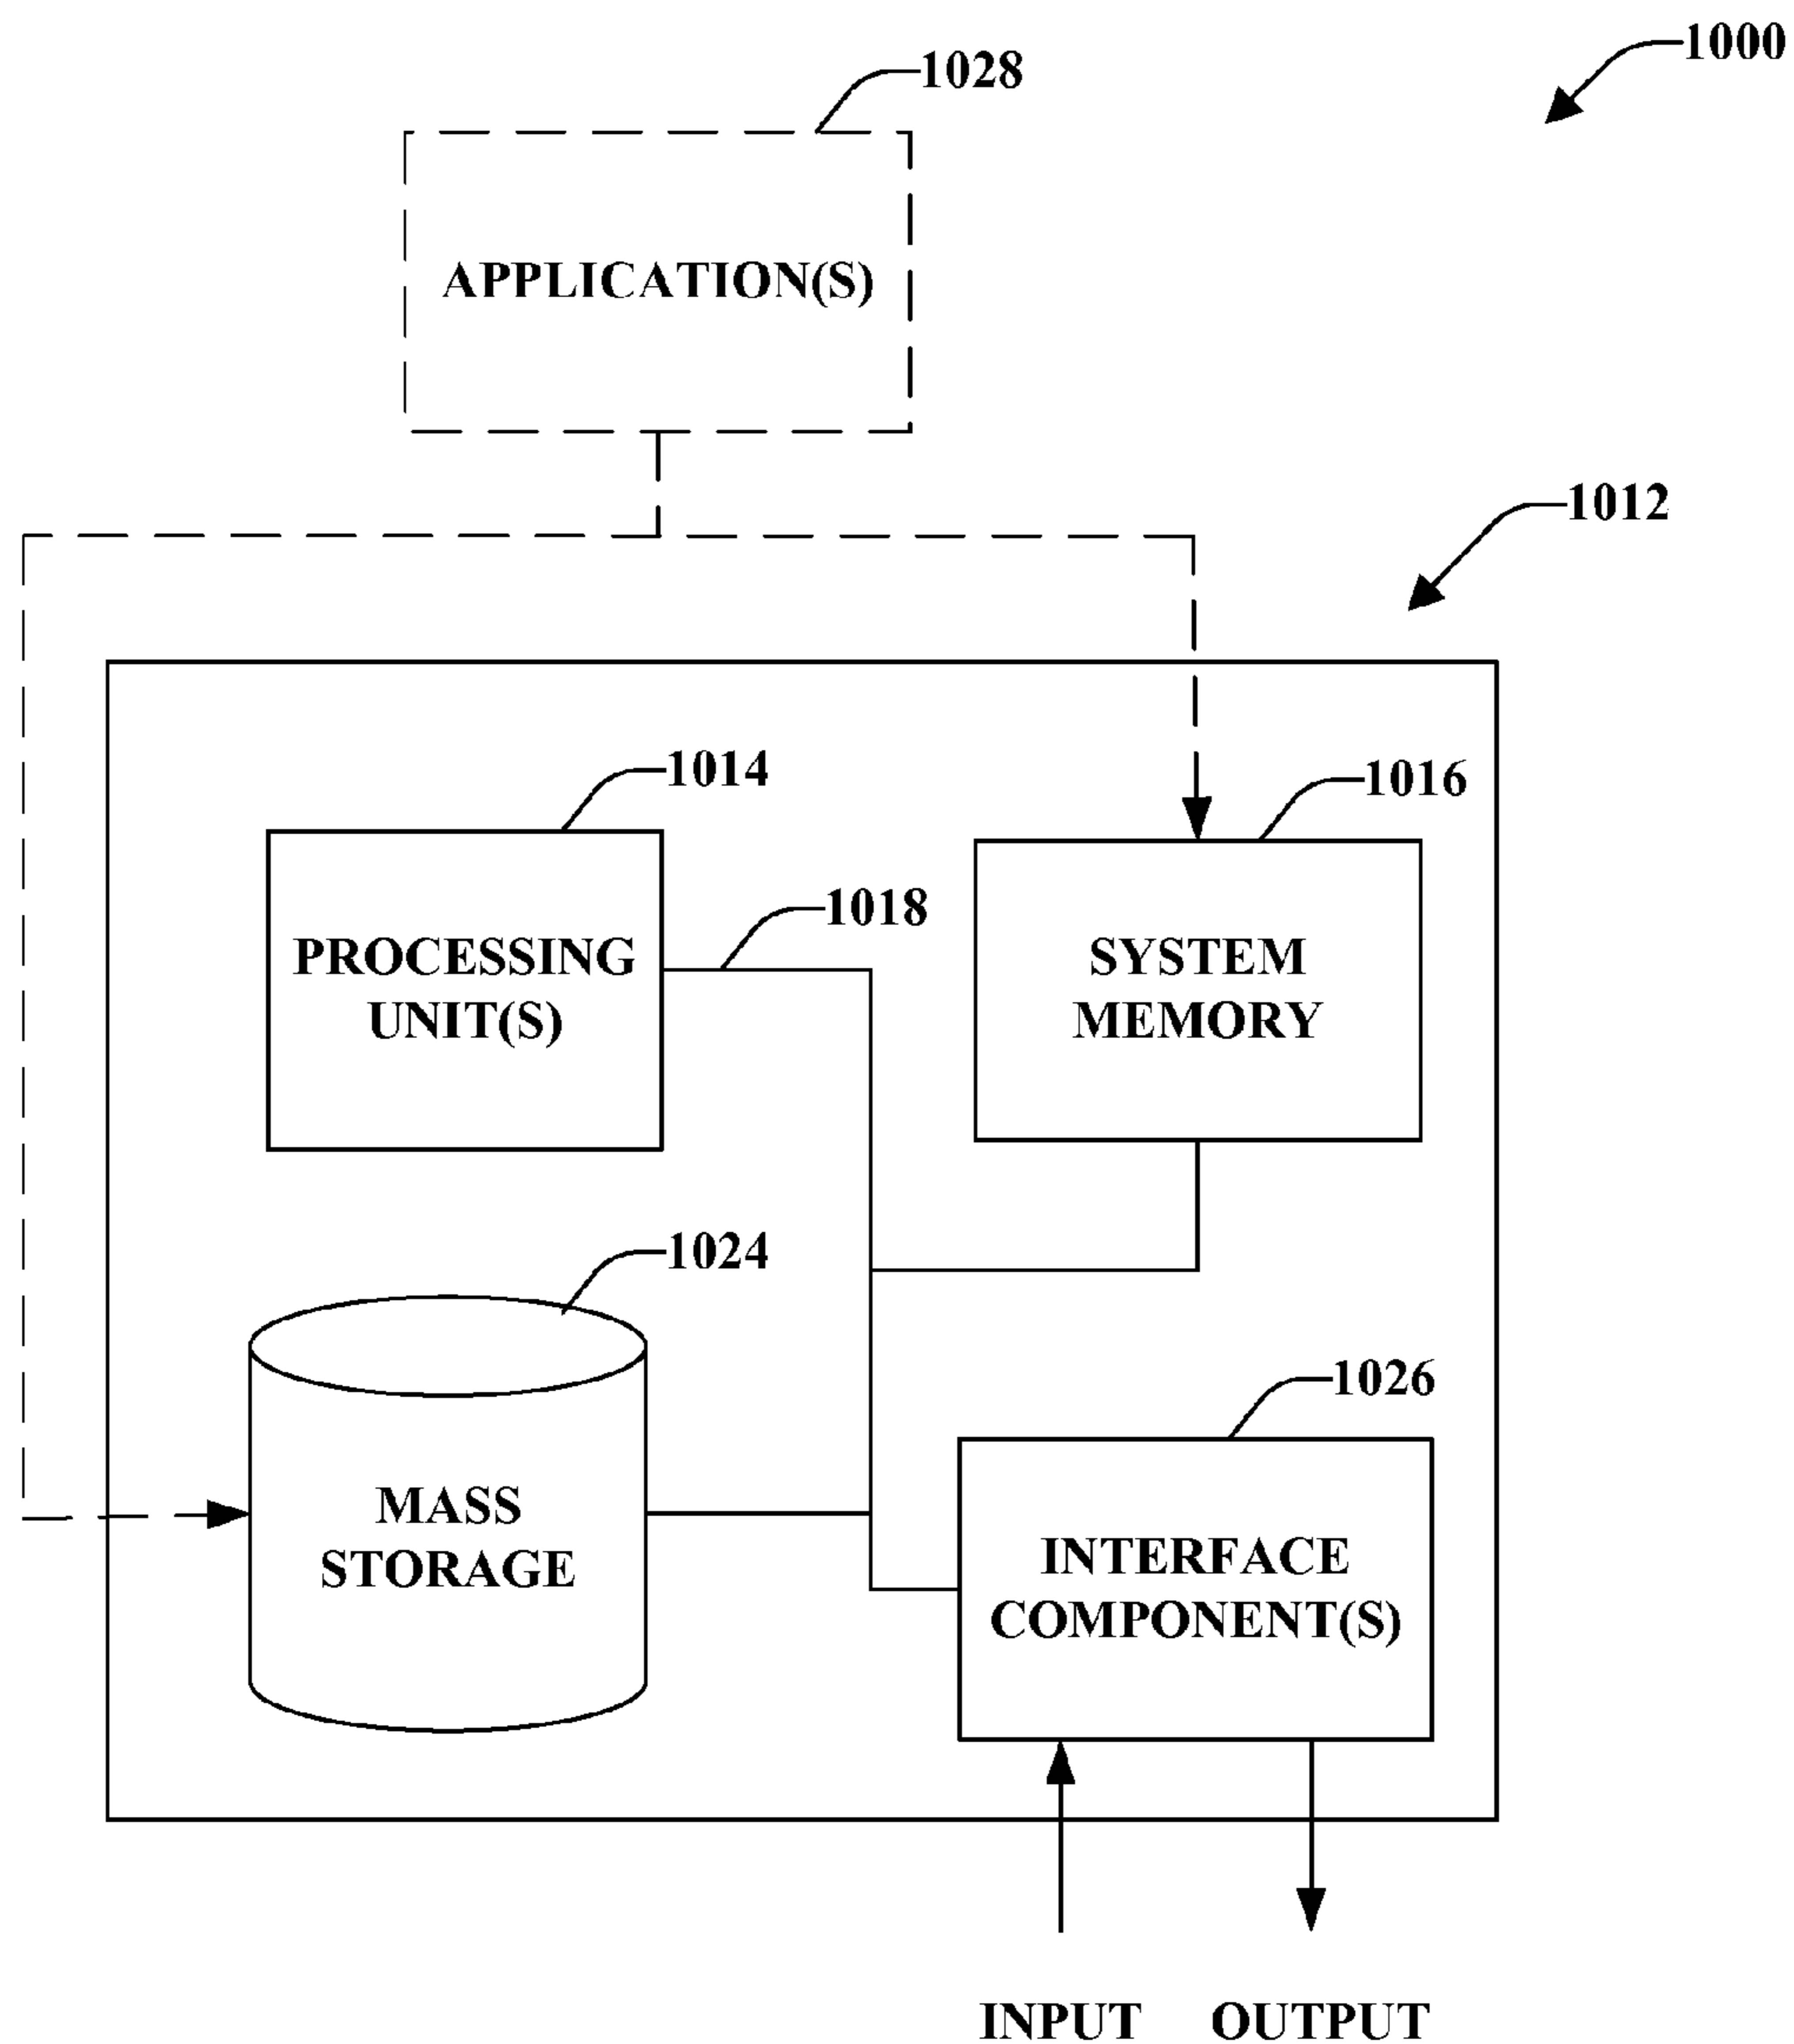 1000
1028
APPLICATION(S)
1012
1014
1016
1018
PROCESSING
UNIT(S)
SYSTEM
MEMORY
1024
1026
MASS
STORAGE
INTERFACE
COMPONENT(S)
INPUT
OUTPUT